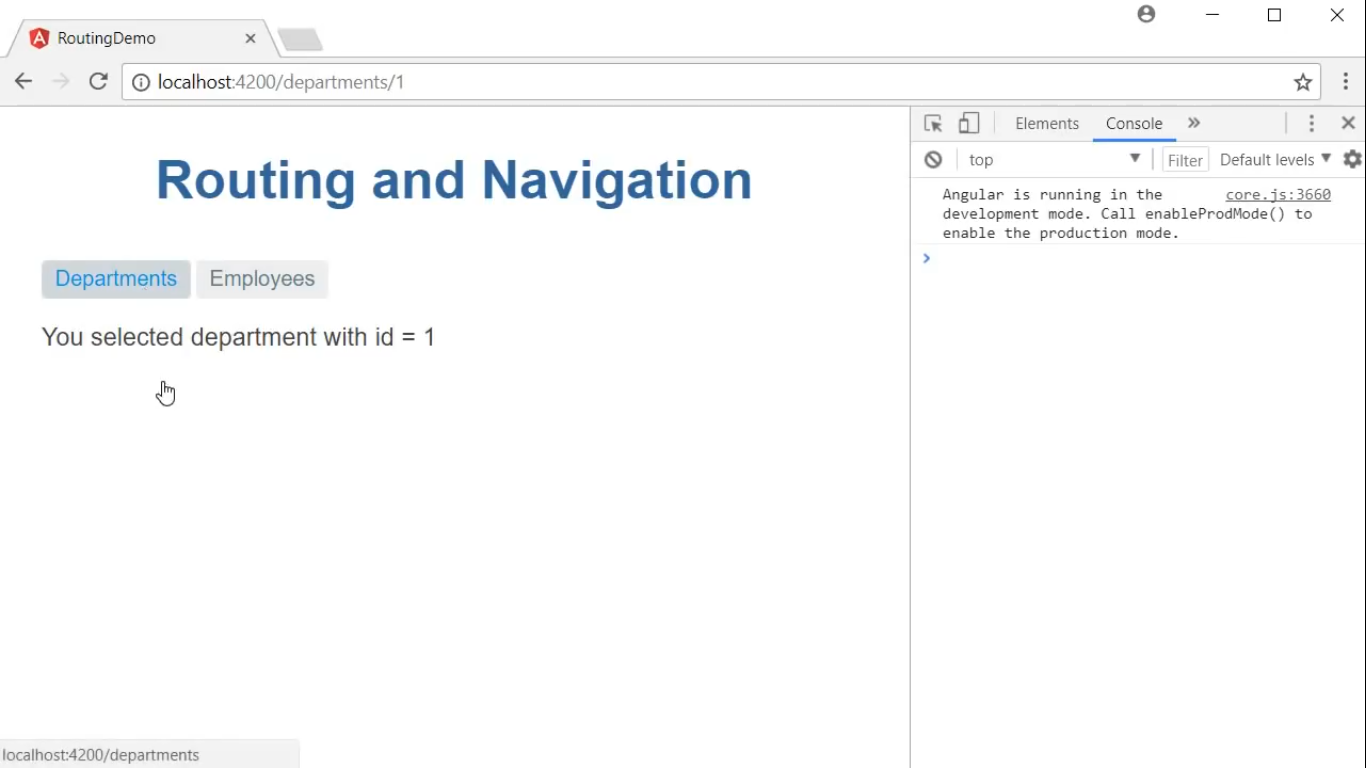 RoutingDemo
localhost:4200/departments/1
Elements Console
top Filter Default levels
Routing and Navigation
Angular is running in the core.js:3660
development mode. Call enableProdMode() to
enable the production mode.
Departments Employees
You selected department with id = 1
localhost:4200/departments